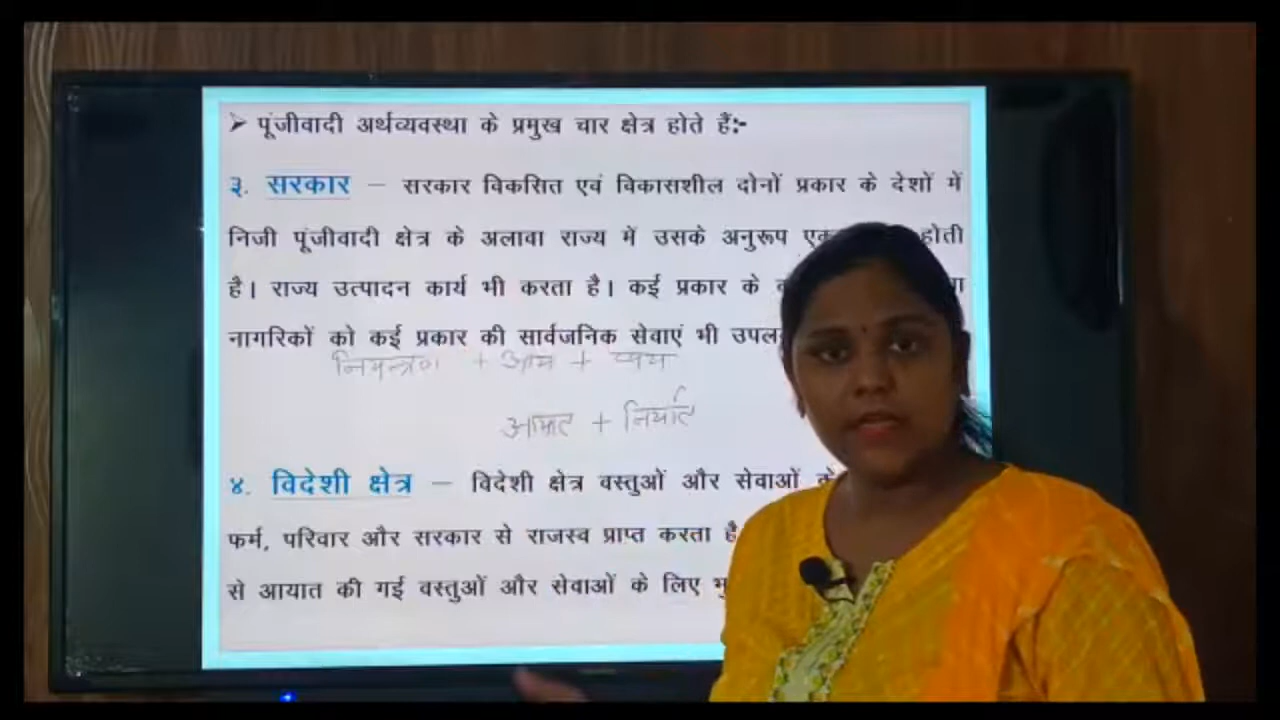 ➤ पूंजीवादी अर्थव्यवस्था के प्रमुख चार क्षेत्र होते हैं:-
३. सरकार – सरकार विकसित एवं विकासशील दोनों प्रकार के देशों में
निजी पूंजीवादी क्षेत्र के अलावा राज्य में उसके अनुरूप होती
है। राज्य उत्पादन कार्य भी करता है। कई प्रकार के
नागरिकों को कई प्रकार की सार्वजनिक सेवाएं भी
नियन्त्रण + आय + व्यय
आयात + निर्यात
४. विदेशी क्षेत्र – विदेशी क्षेत्र वस्तुओं और सेवाओं
फर्म, परिवार और सरकार से राजस्व प्राप्त करता है
से आयात की गई वस्तुओं और सेवाओं के लिए